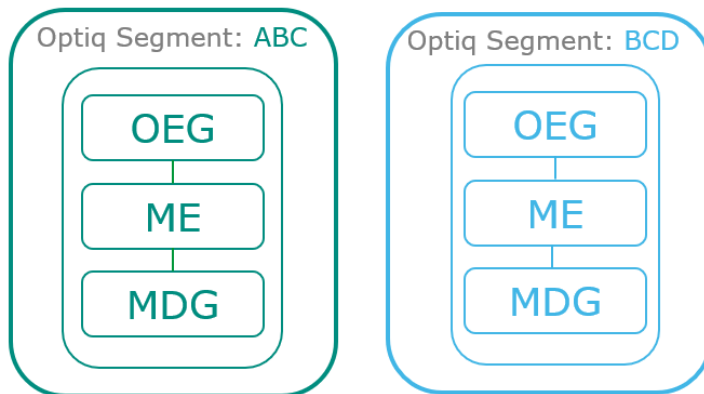 Optiq Segment: ABC
OEG
ME
MDG
Optiq Segment: BCD
OEG
ME
MDG